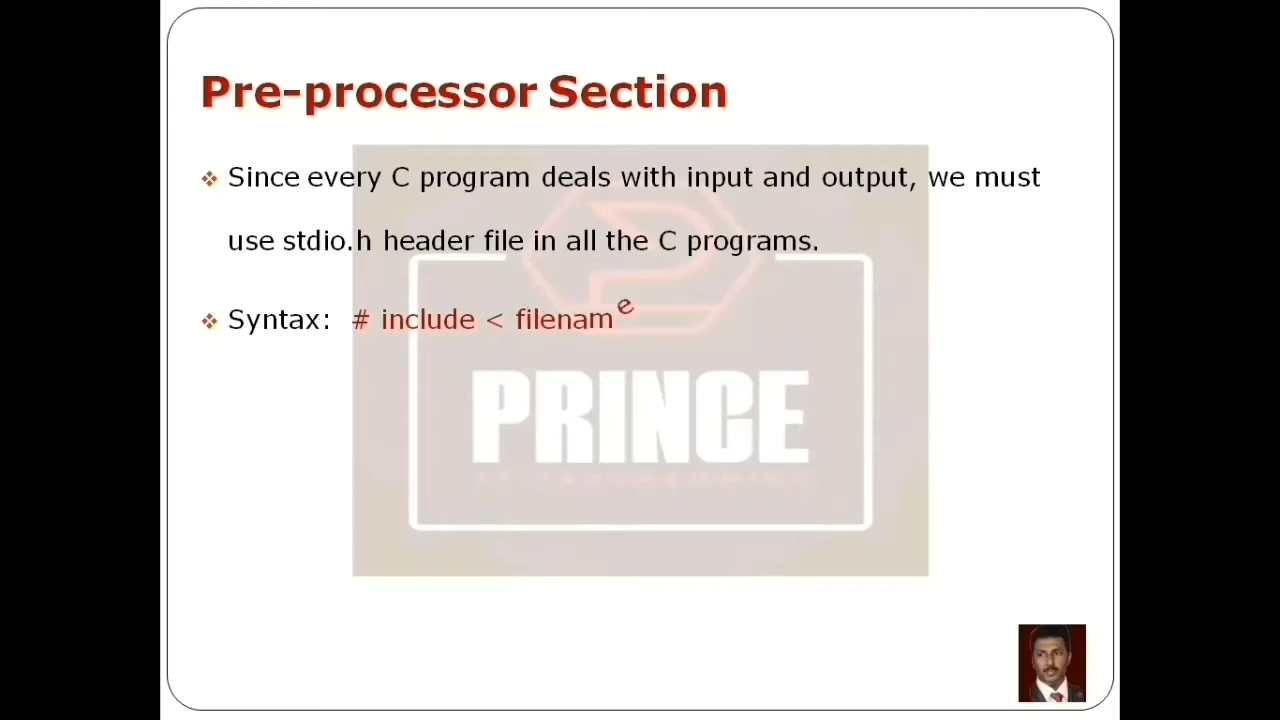 Pre-processor Section
Since every C program deals with input and output, we must
use stdio.h header file in all the C programs.
Syntax: # include < filename
PRINCE